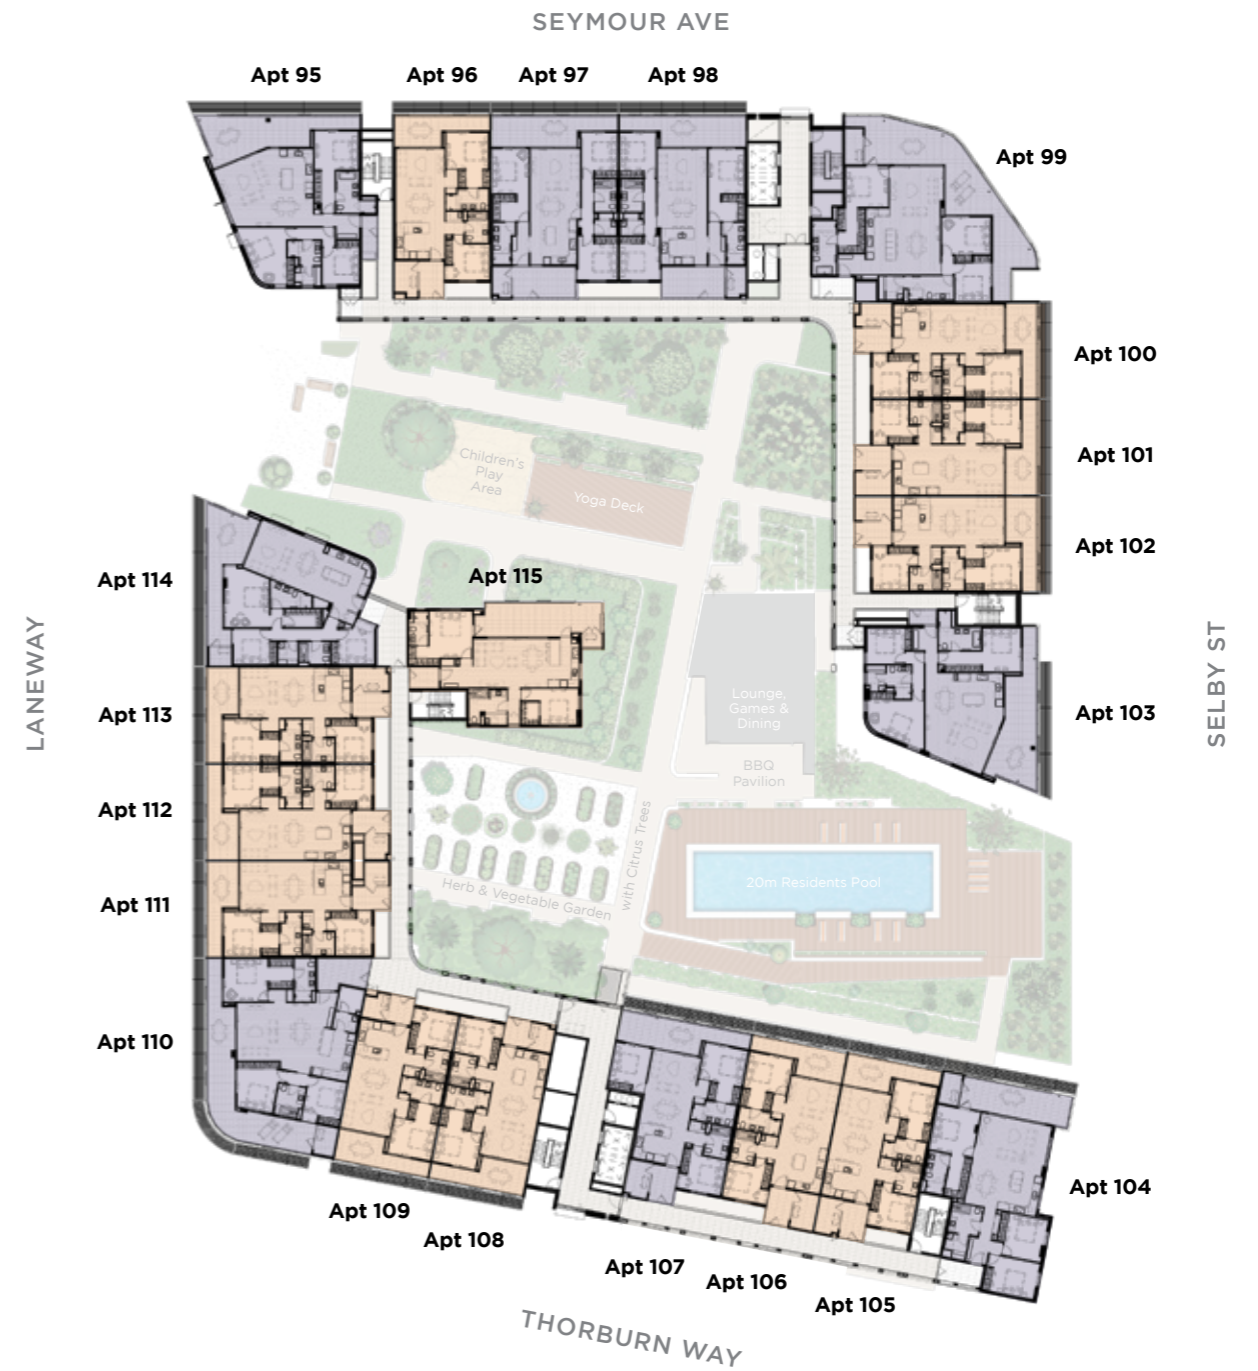 SEYMOUR AVE
Apt 95
Apt 96
Apt 97
Apt 98
Apt 99
Apt 100
Apt 101
Apt 102
Children's
Play
Area
Yoga Deck
Apt 114
Apt 115
LANEWAY
SELBY ST
Apt 113
Lounge,
Games &
Dining
Apt 103
BBQ
Pavilion
Apt 112
with Citrus Trees
20m Residents Pool
Herb & Vegetable Garden
Apt 111
Apt 110
Apt 104
Apt 109
Apt 108
Apt 107
Apt 106
Apt 105
THORBURN WAY